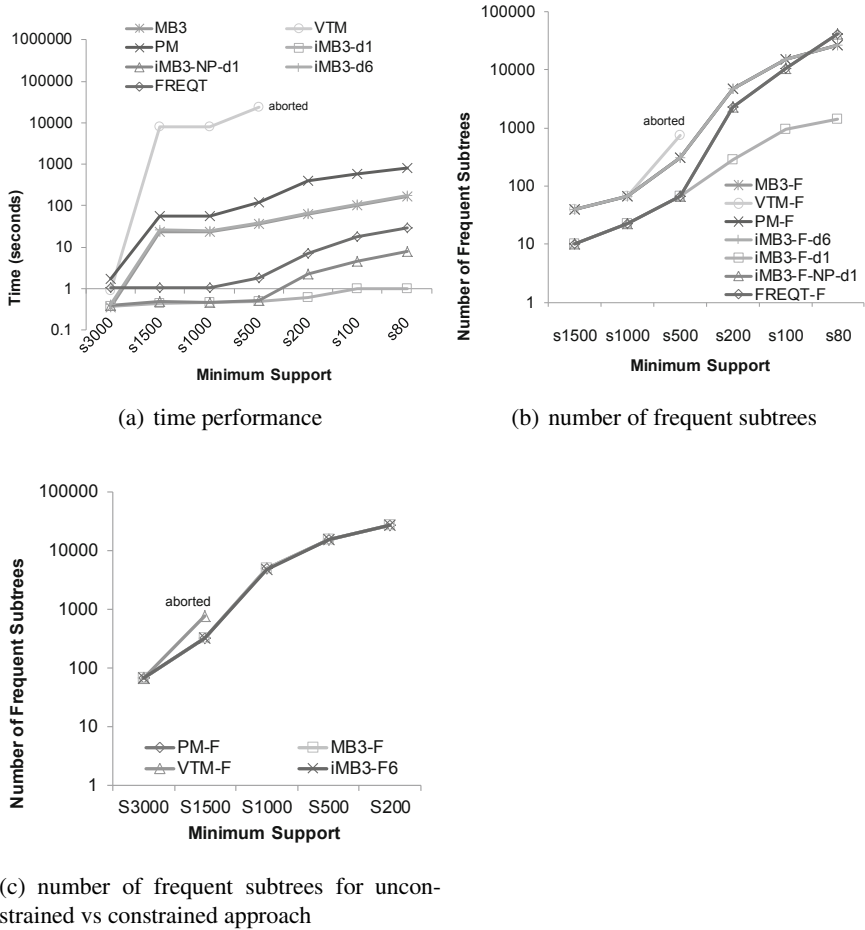 MB3
VTM
PM
iMB3-d1
iMB3-NP-d1
iMB3-d6
FREQT
1000000
100000
10000
1000
100
10
1
0.1
Time (seconds)
aborted
s3000
s1500
s1000
s500
s200
s100
s80
Minimum Support
(a) time performance
100000
10000
1000
100
10
1
Number of Frequent Subtrees
aborted
MB3-F
VTM-F
PM-F
iMB3-F-d6
iMB3-F-d1
iMB3-F-NP-d1
FREQT-F
s1500 s1000 s500 s200 s100 s80
Minimum Support
(b) number of frequent subtrees
100000
10000
1000
100
10
1
Number of Frequent Subtrees
aborted
PM-F
MB3-F
VTM-F
iMB3-F6
S3000 S1500 S1000 S500 S200
Minimum Support
(c) number of frequent subtrees for uncon-
strained vs constrained approach